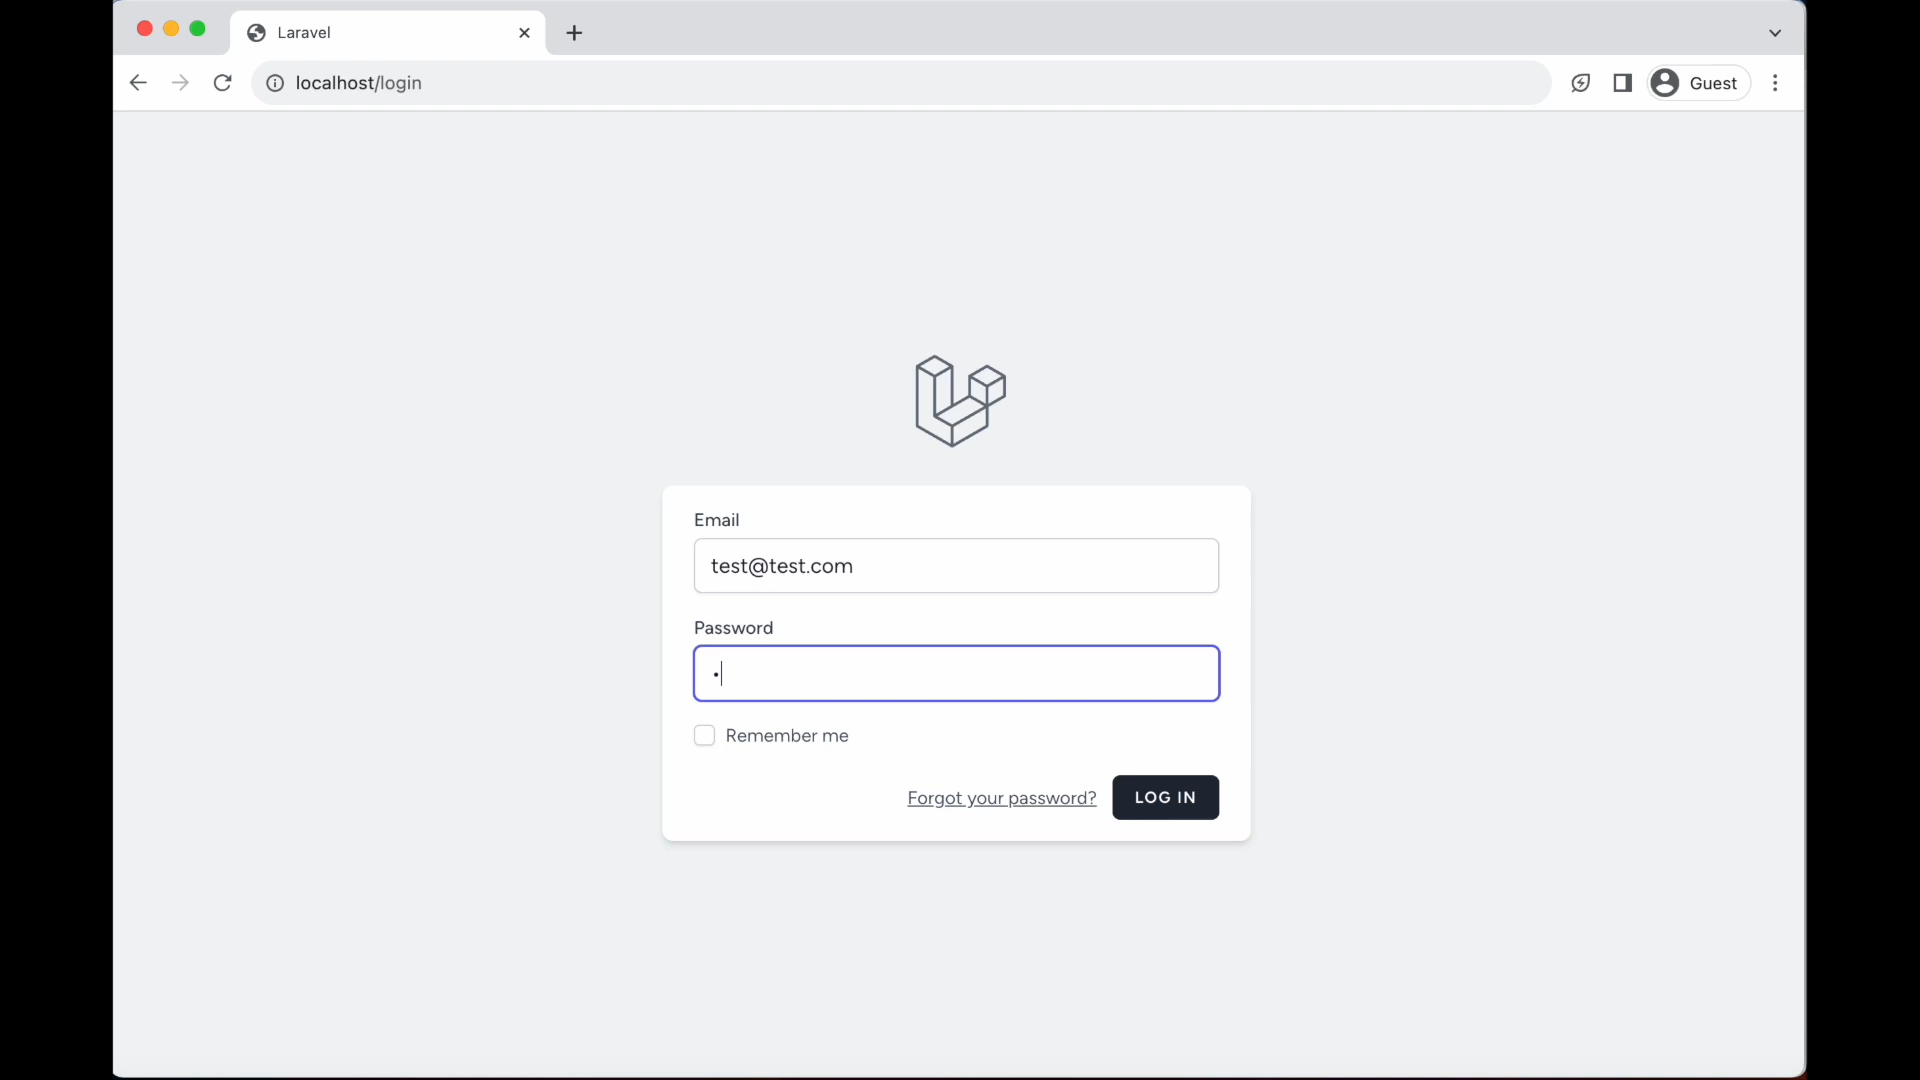 Laravel
localhost/login
Guest
Email
test@test.com
Password
•
Remember me
Forgot your password?
LOG IN